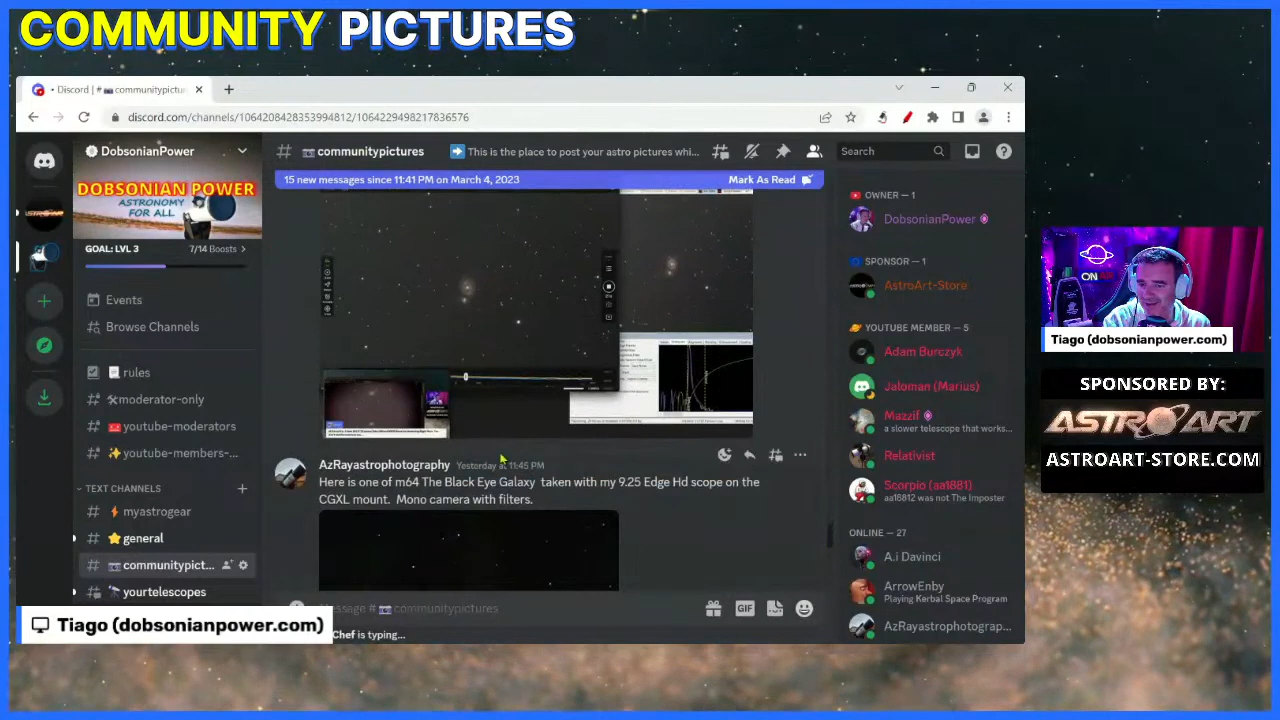 COMMUNITY PICTURES
• Discord | # communitypictur
discord.com/channels/1064208428353994812/1064229498217836576
DobsonianPower
communitypictures
This is the place to post your astro pictures whi...
Search
15 new messages since 11:41 PM on March 4, 2023
Mark As Read
DOBSONIAN POWER
ASTRONOMY
FOR ALL
GOAL: LVL 3
7/14 Boosts >
Events
Browse Channels
rules
moderator-only
youtube-moderators
youtube-members-...
TEXT CHANNELS
myastrogear
general
communitypict...
yourtelescopes
AzRayastrophotography Yesterday at 11:45 PM
Here is one of m64 The Black Eye Galaxy taken with my 9.25 Edge Hd scope on the
CGXL mount. Mono camera with filters.
Message # communitypictures
GIF
Chef is typing...
OWNER — 1
DobsonianPower
SPONSOR — 1
AstroArt-Store
YOUTUBE MEMBER — 5
Adam Burczyk
Jaloman (Marius)
Mazzif
a slower telescope that works...
Relativist
Scorpio (aa1881)
aa18812 was not The Imposter
ONLINE — 27
A.i Davinci
ArrowEnby
Playing Kerbal Space Program
AzRayastrophotograp...
Tiago (dobsonianpower.com)
ON AIR
Tiago (dobsonianpower.com)
SPONSORED BY:
ASTROART
ASTROART-STORE.COM